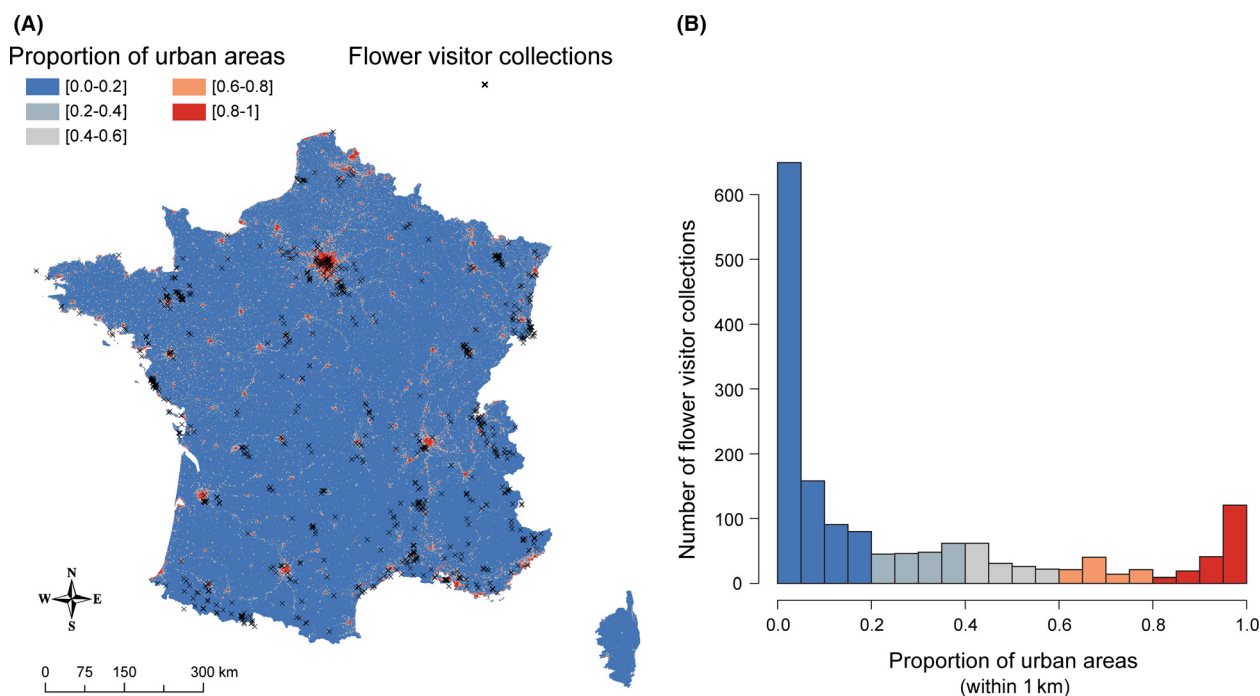 (A)
Proportion of urban areas
[0.0-0.2]
[0.2-0.4]
[0.4-0.6]
[0.6-0.8]
[0.8-1]
Flower visitor collections
N
W E
S
0 75 150 300 km
(B)
Number of flower visitor collections
600
500
400
300
200
100
0
0.0 0.2 0.4 0.6 0.8 1.0
Proportion of urban areas
(within 1 km)